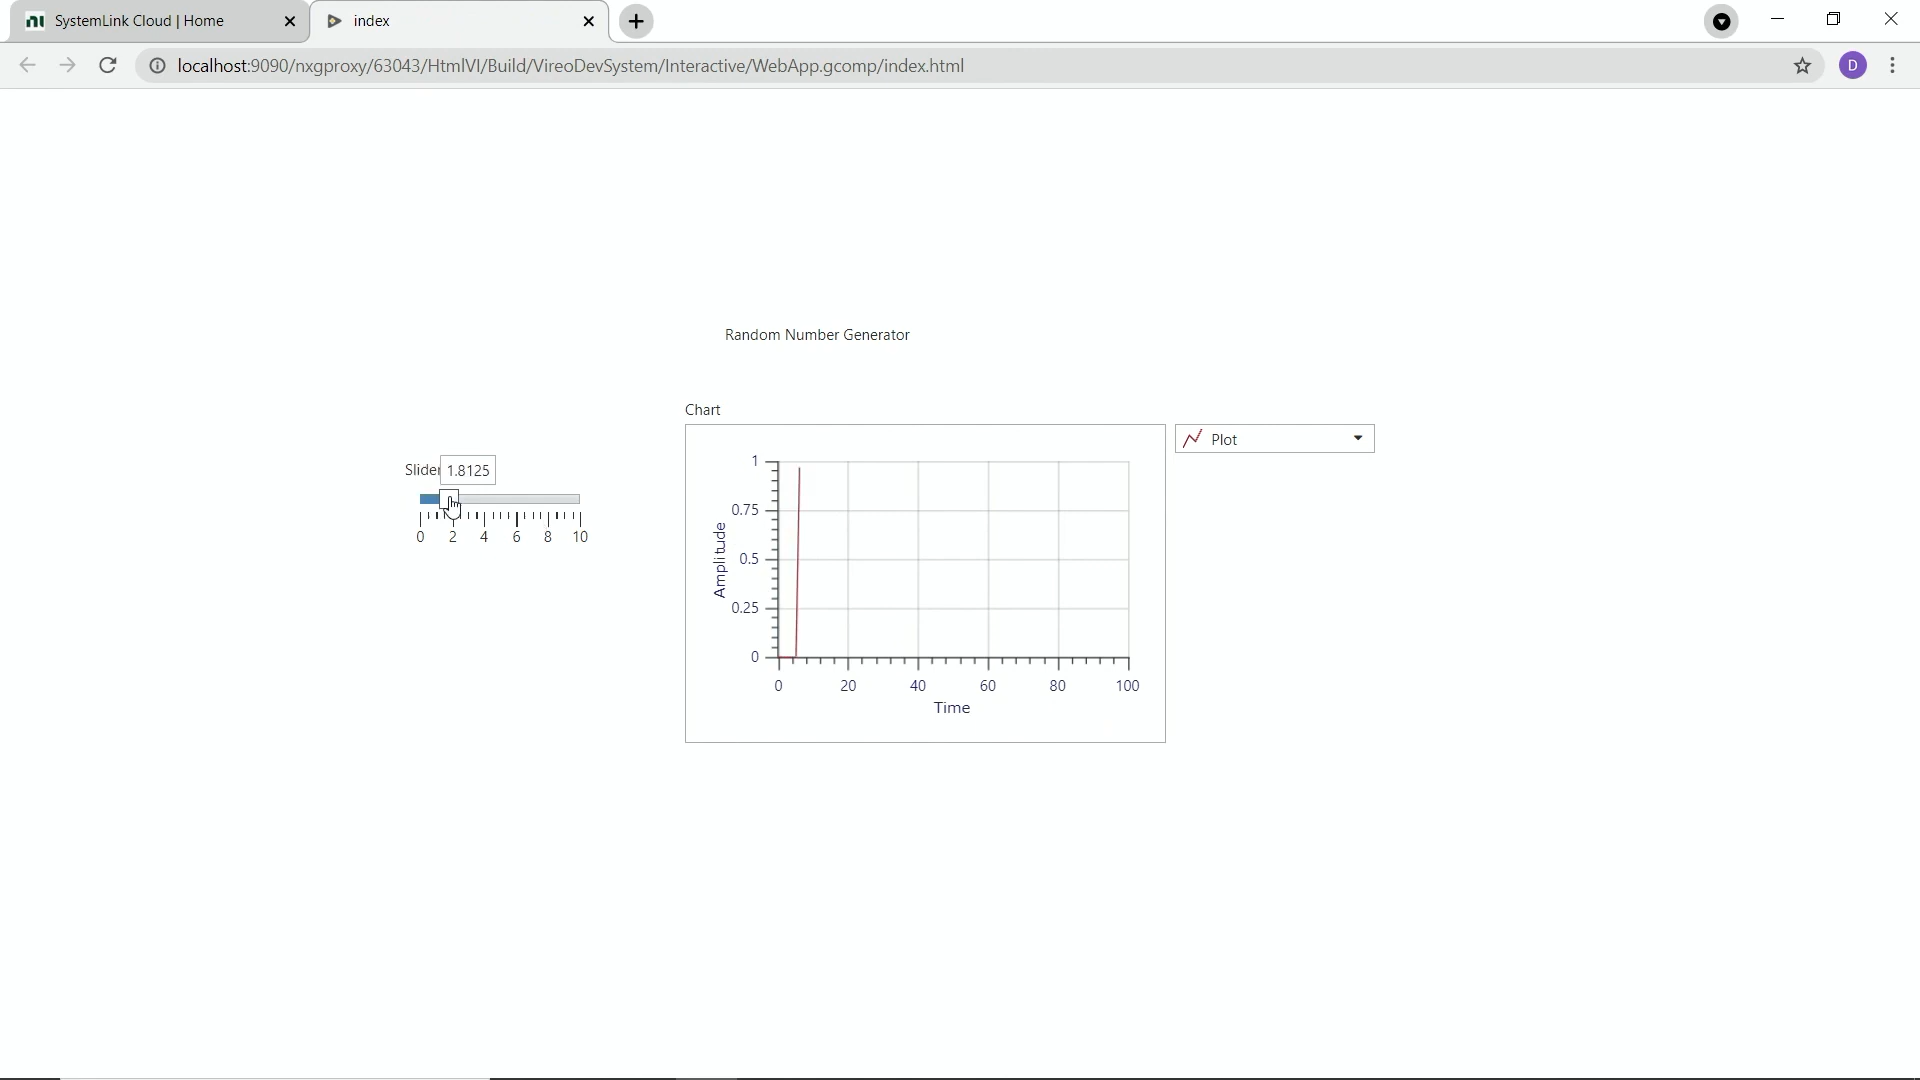 SystemLink Cloud | Home
index
localhost:9090/nxgproxy/63043/HtmlVI/Build/VireoDevSystem/Interactive/WebApp.gcomp/index.html
D
Random Number Generator
Chart
Plot
Slider
1.8125
0 2 4 6 8 10
1
0.75
0.5
0.25
0
Amplitude
0 20 40 60 80 100
Time